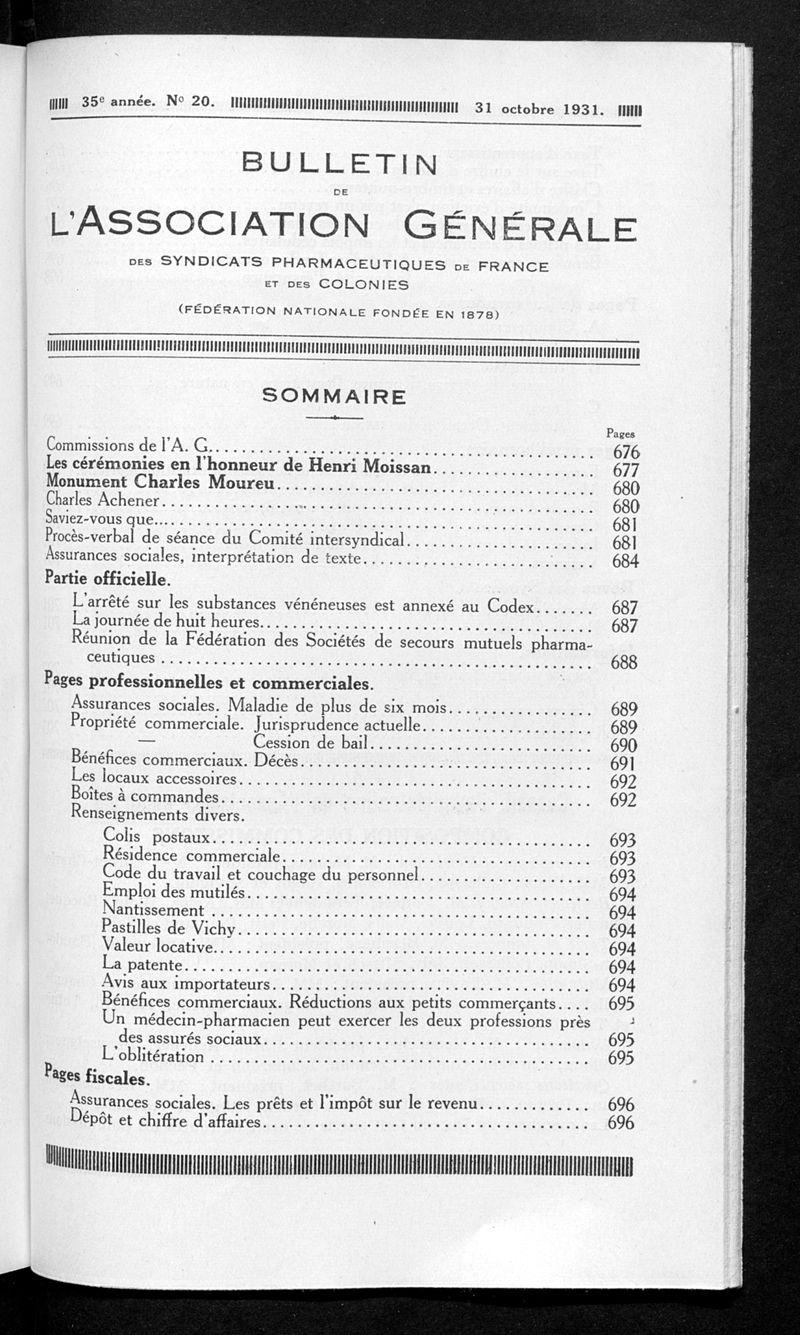 35e année. No 20. 31 octobre 1931.
BULLETIN
DE
L'ASSOCIATION GÉNÉRALE
DES SYNDICATS PHARMACEUTIQUES DE FRANCE
ET DES COLONIES
(FÉDÉRATION NATIONALE FONDÉE EN 1878)
SOMMAIRE
Pages
Commissions de l'A. G. 676
Les cérémonies en l'honneur de Henri Moissan 677
Monument Charles Moureu 680
Charles Achener 680
Saviez-vous que... 681
Procès-verbal de séance du Comité intersyndical 681
Assurances sociales, interprétation de texte 684
Partie officielle.
L'arrêté sur les substances vénéneuses est annexé au Codex 687
La journée de huit heures 687
Réunion de la Fédération des Sociétés de secours mutuels pharma-
ceutiques 688
Pages professionnelles et commerciales.
Assurances sociales. Maladie de plus de six mois 689
Propriété commerciale. Jurisprudence actuelle 689
— Cession de bail 690
Bénéfices commerciaux. Décès 691
Les locaux accessoires 692
Boîtes à commandes 692
Renseignements divers.
Colis postaux 693
Résidence commerciale 693
Code du travail et couchage du personnel 693
Emploi des mutilés 694
Nantissement 694
Pastilles de Vichy 694
Valeur locative 694
La patente 694
Avis aux importateurs 694
Bénéfices commerciaux. Réductions aux petits commerçants 695
Un médecin-pharmacien peut exercer les deux professions près
des assurés sociaux 695
L'oblitération 695
Pages fiscales.
Assurances sociales. Les prêts et l'impôt sur le revenu 696
Dépôt et chiffre d'affaires 696